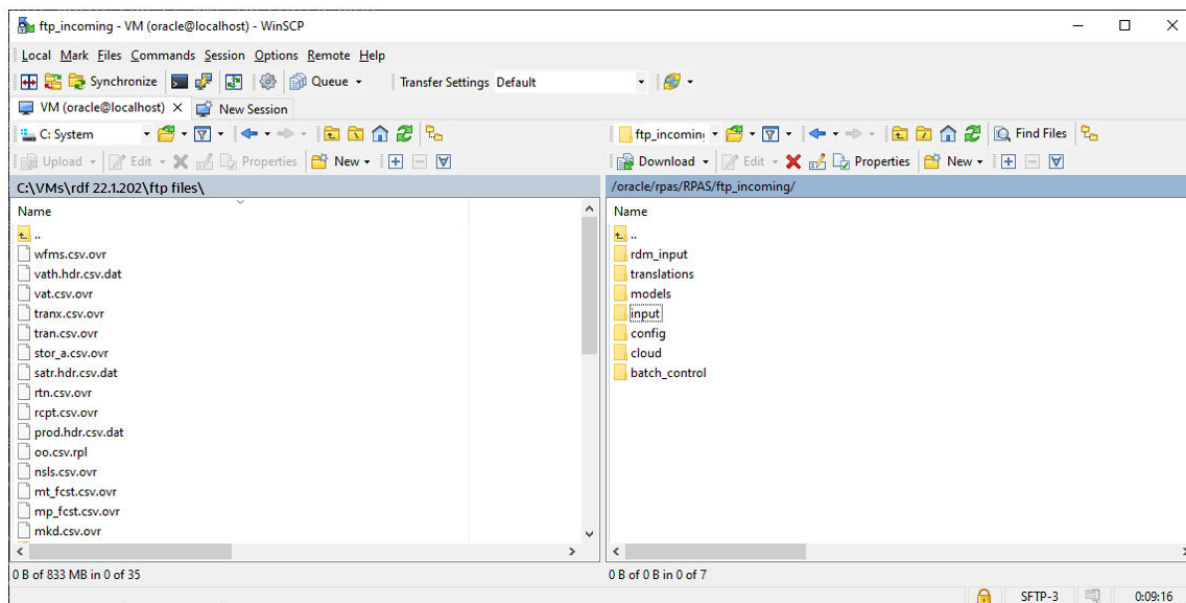 ftp_incoming - VM (oracle@localhost) - WinSCP
Local Mark Files Commands Session Options Remote Help
Synchronize Queue Transfer Settings Default
VM (oracle@localhost) New Session
C: System
Upload Edit Properties New
C:\VMs\rdf 22.1.202\ftp files\
Name
..
wfms.csv.ovr
vath.hdr.csv.dat
vat.csv.ovr
tranx.csv.ovr
tran.csv.ovr
stor_a.csv.ovr
satr.hdr.csv.dat
rtn.csv.ovr
rcpt.csv.ovr
prod.hdr.csv.dat
oo.csv.rpl
nsls.csv.ovr
mt_fcst.csv.ovr
mp_fcst.csv.ovr
mkd.csv.ovr
0 B of 833 MB in 0 of 35
ftp_incomin Find Files
Download Edit Properties New
/oracle/rpas/RPAS/ftp_incoming/
Name
..
rdm_input
translations
models
input
config
cloud
batch_control
0 B of 0 B in 0 of 7
SFTP-3 0:09:16